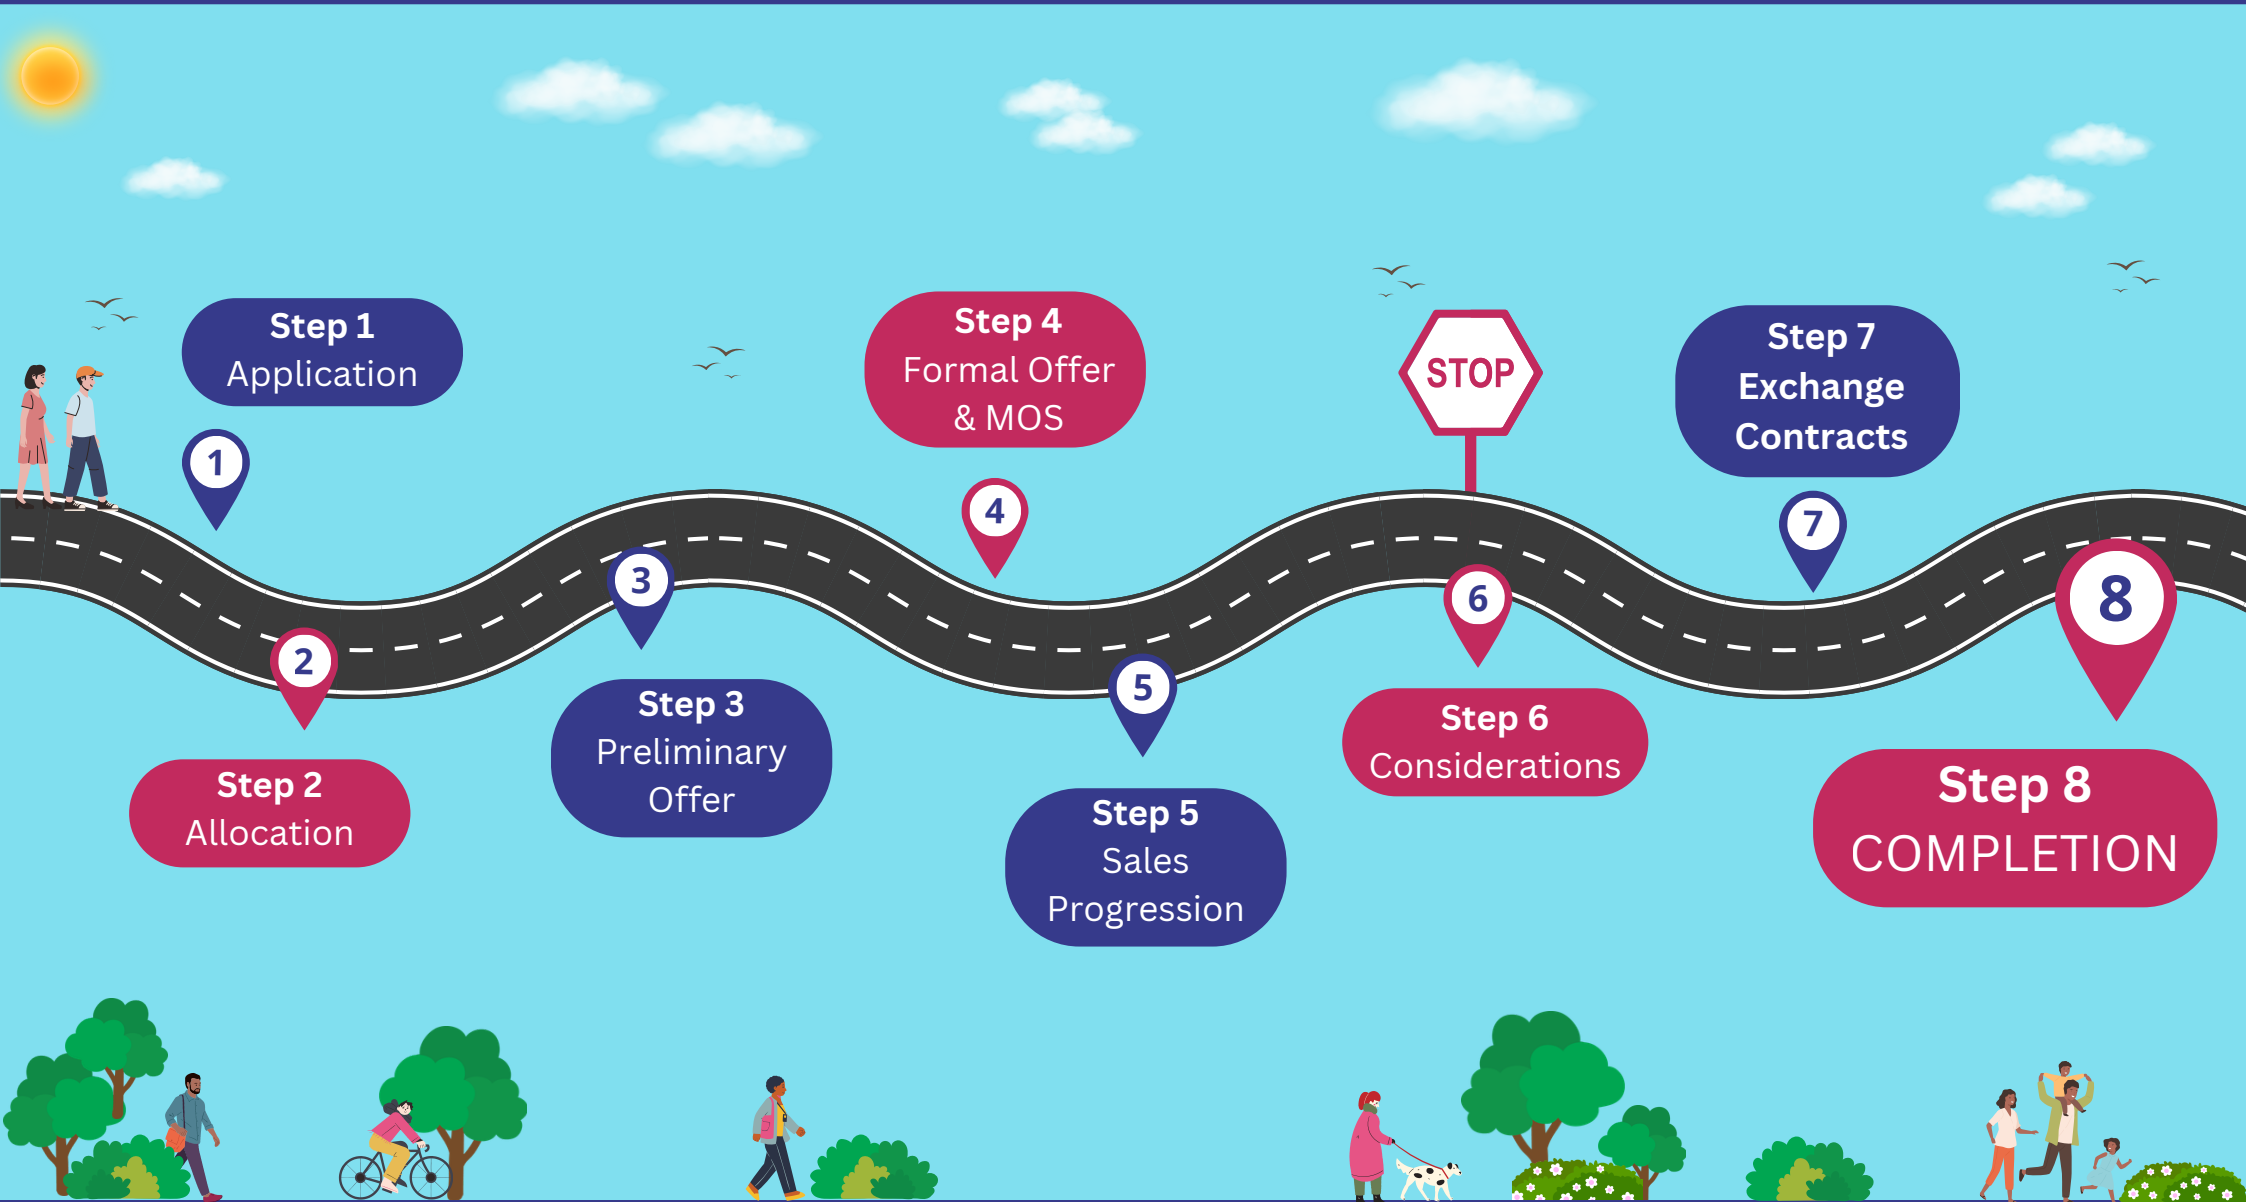 Step 1
Application
1
2
Step 2
Allocation
3
Step 3
Preliminary
Offer
Step 4
Formal Offer
& MOS
4
5
Step 5
Sales
Progression
STOP
6
Step 6
Considerations
Step 7
Exchange
Contracts
7
8
Step 8
COMPLETION